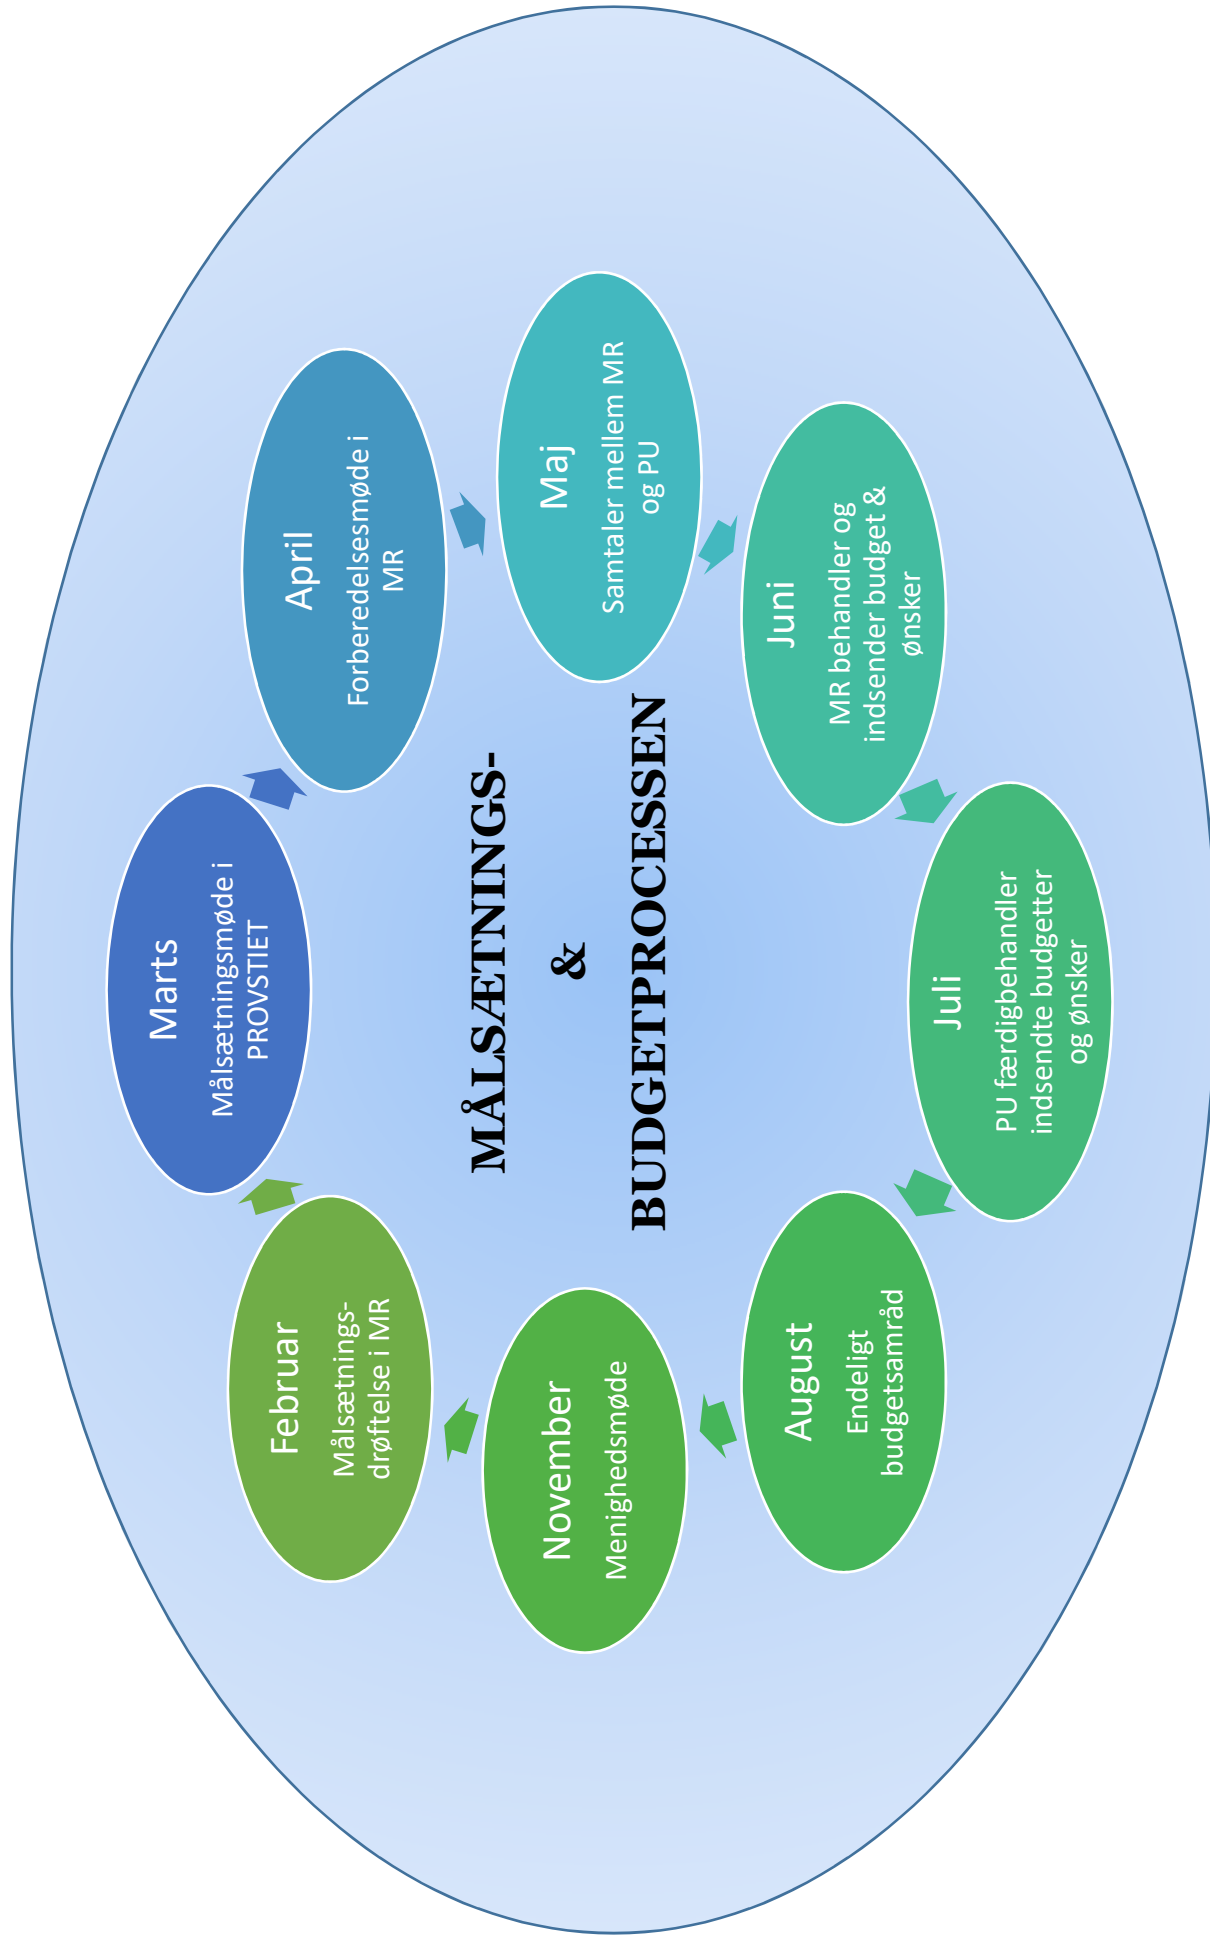 MÅLSÆTNINGS-
&
BUDGETPROCESSEN
Marts
Målsætningsmøde i
PROVSTIET
April
Forberedelsesmøde i
MR
Maj
Samtaler mellem MR
og PU
Juni
MR behandler og
indsender budget &
ønsker
Juli
PU færdigbehandler
indsendte budgetter
og ønsker
August
Endeligt
budgetsamråd
November
Menighedsmøde
Februar
Målsætnings-
drøftelse i MR